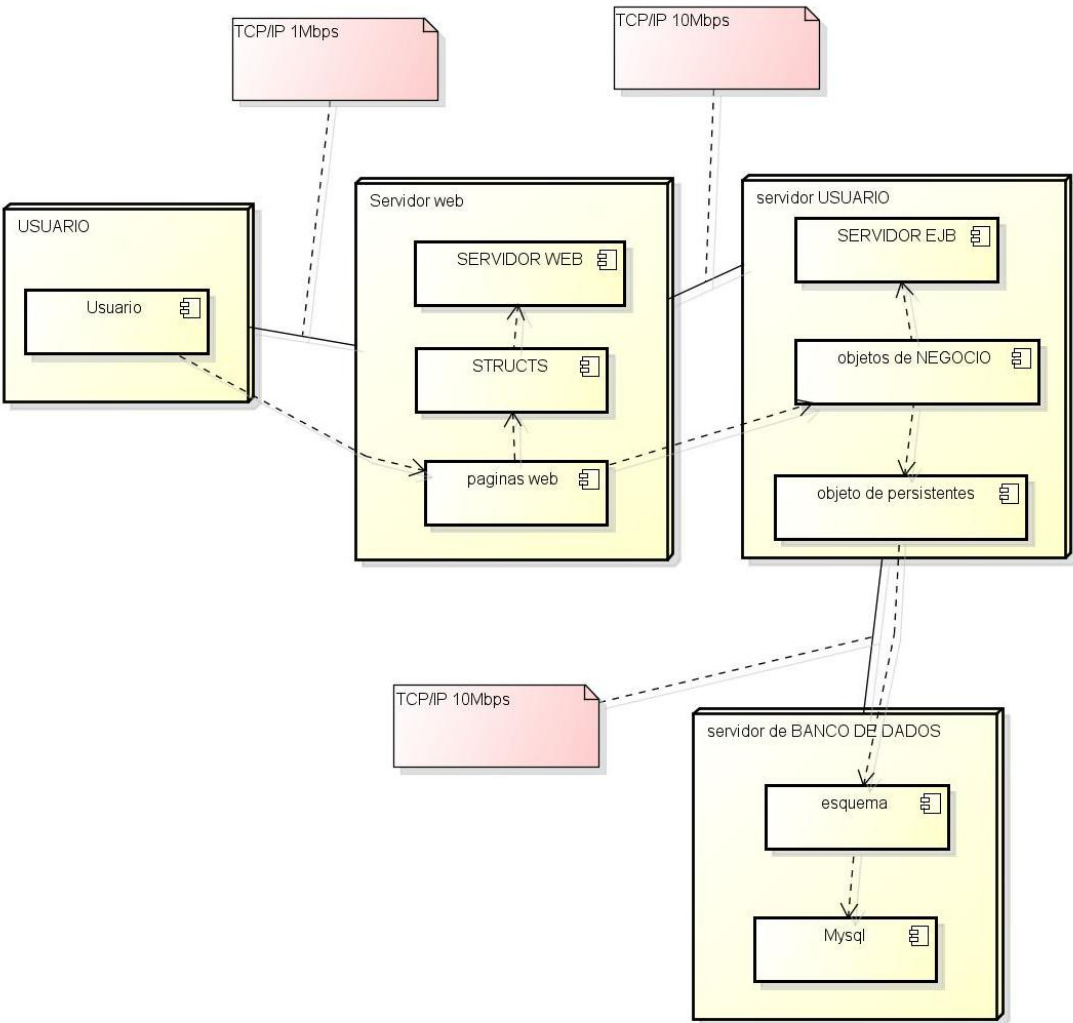 TCP/IP 1Mbps
TCP/IP 10Mbps
USUARIO
Usuario
Servidor web
SERVIDOR WEB
STRUCTS
paginas web
servidor USUARIO
SERVIDOR EJB
objetos de NEGOCIO
objeto de persistentes
TCP/IP 10Mbps
servidor de BANCO DE DADOS
esquema
Mysql